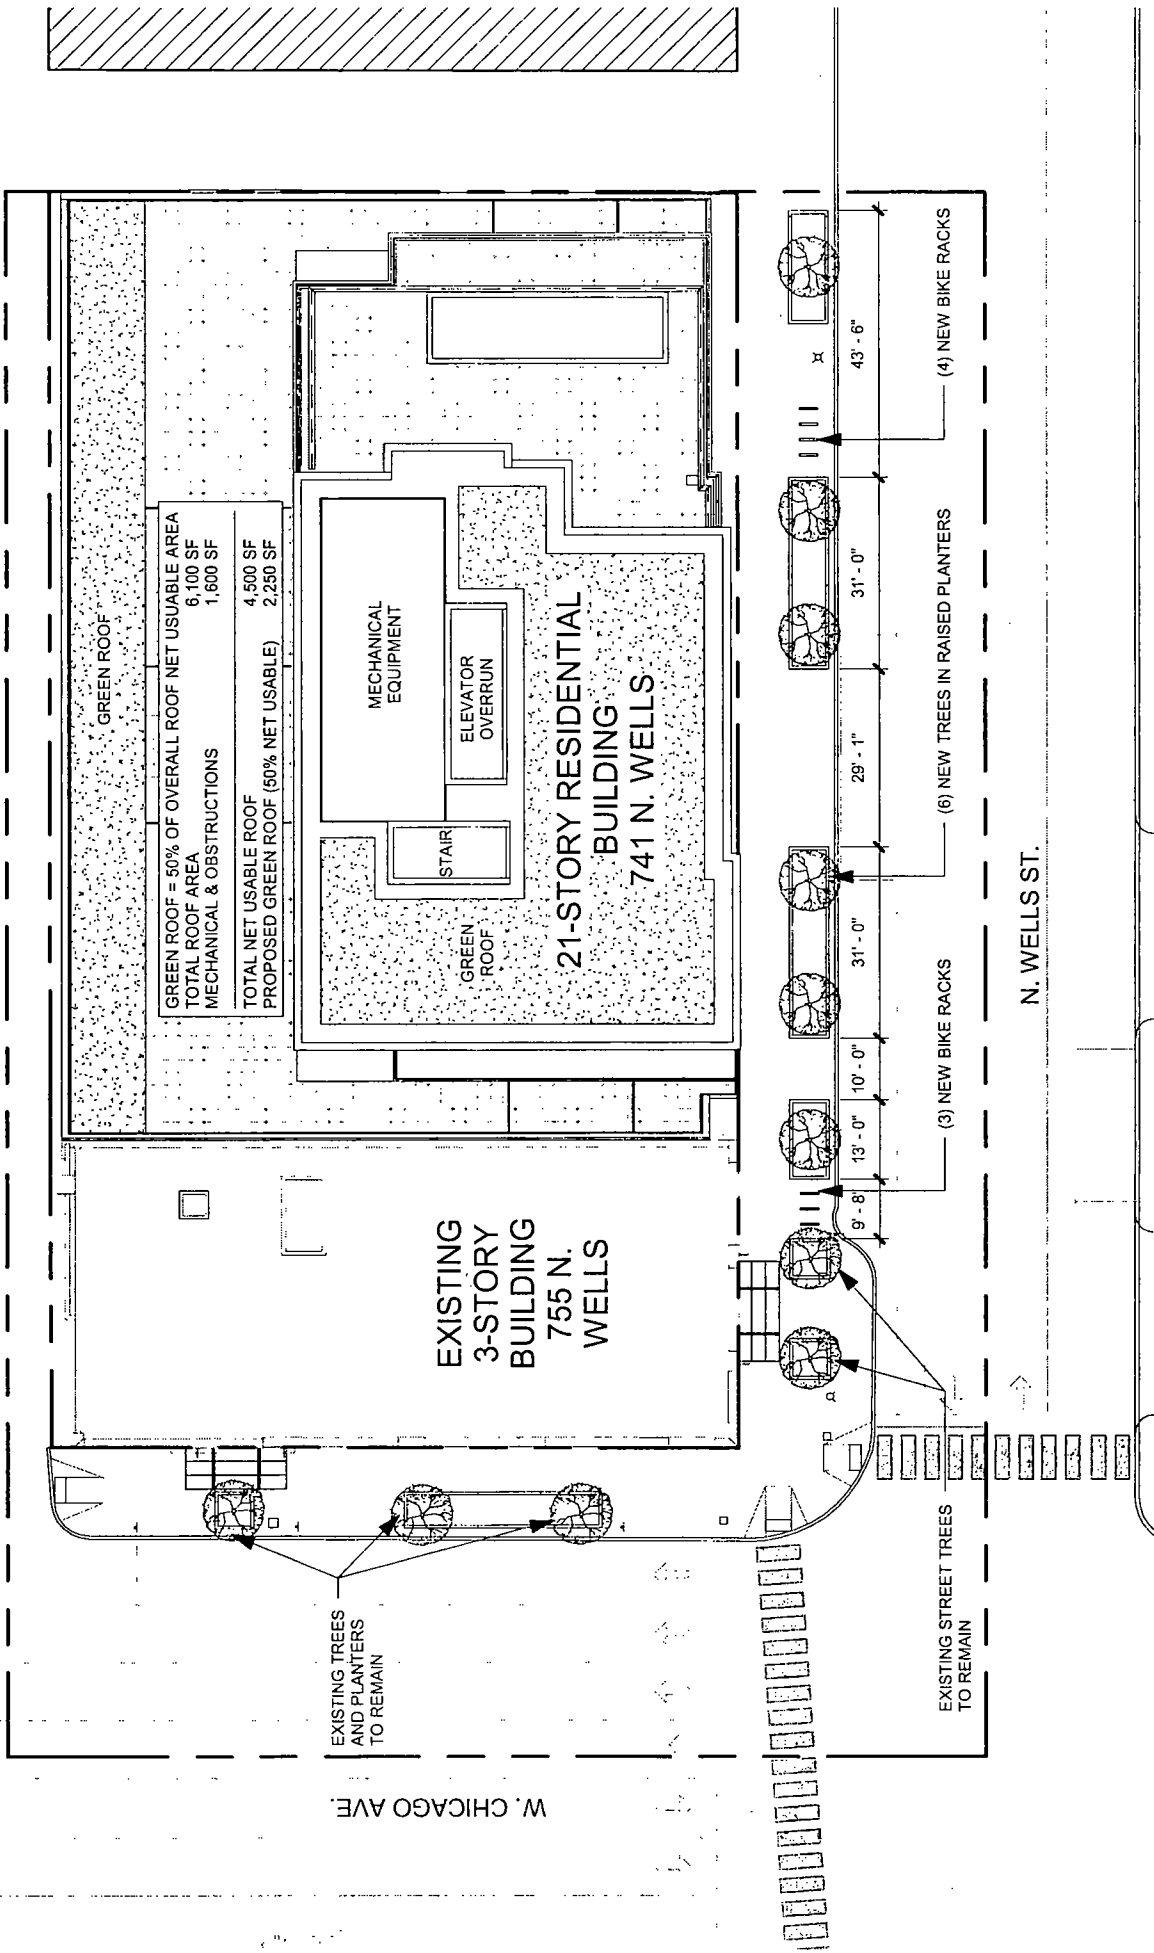 GREEN ROOF
GREEN ROOF = 50% OF OVERALL ROOF NET USUABLE AREA
TOTAL ROOF AREA 6,100 SF
MECHANICAL & OBSTRUCTIONS 1,600 SF
TOTAL NET USUABLE ROOF 4,500 SF
PROPOSED GREEN ROOF (50% NET USABLE) 2,250 SF
MECHANICAL
EQUIPMENT
ELEVATOR
OVERRUN
STAIR
GREEN
ROOF
21-STORY RESIDENTIAL
BUILDING
741 N. WELLS
EXISTING
3-STORY
BUILDING
755 N.
WELLS
9' - 8"
13' - 0"
10' - 0"
31' - 0"
29' - 1"
31' - 0"
43' - 6"
(3) NEW BIKE RACKS
(6) NEW TREES IN RAISED PLANTERS
(4) NEW BIKE RACKS
EXISTING TREES
AND PLANTERS
TO REMAIN
EXISTING STREET TREES
TO REMAIN
N. WELLS ST.
W. CHICAGO AVE.